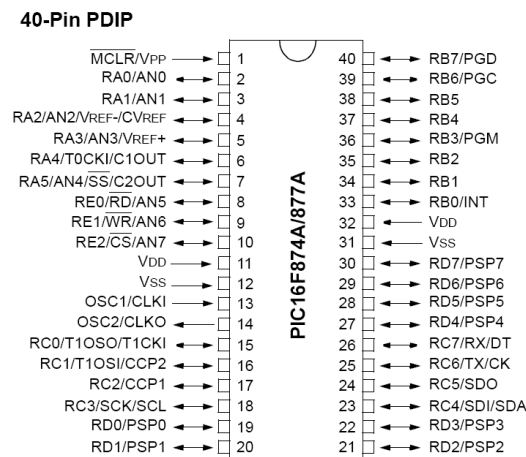 40-Pin PDIP
MCLR/VPP 1 40 RB7/PGD
RA0/AN0 2 39 RB6/PGC
RA1/AN1 3 38 RB5
RA2/AN2/VREF-/CVREF 4 37 RB4
RA3/AN3/VREF+ 5 36 RB3/PGM
RA4/T0CKI/C1OUT 6 35 RB2
RA5/AN4/SS/C2OUT 7 34 RB1
RE0/RD/AN5 8 33 RB0/INT
RE1/WR/AN6 9 32 VDD
RE2/CS/AN7 10 31 VSS
VDD 11 30 RD7/PSP7
VSS 12 29 RD6/PSP6
OSC1/CLKI 13 28 RD5/PSP5
OSC2/CLKO 14 27 RD4/PSP4
RC0/T1OSO/T1CKI 15 26 RC7/RX/DT
RC1/T1OSI/CCP2 16 25 RC6/TX/CK
RC2/CCP1 17 24 RC5/SDO
RC3/SCK/SCL 18 23 RC4/SDI/SDA
RD0/PSP0 19 22 RD3/PSP3
RD1/PSP1 20 21 RD2/PSP2
PIC16F874A/877A